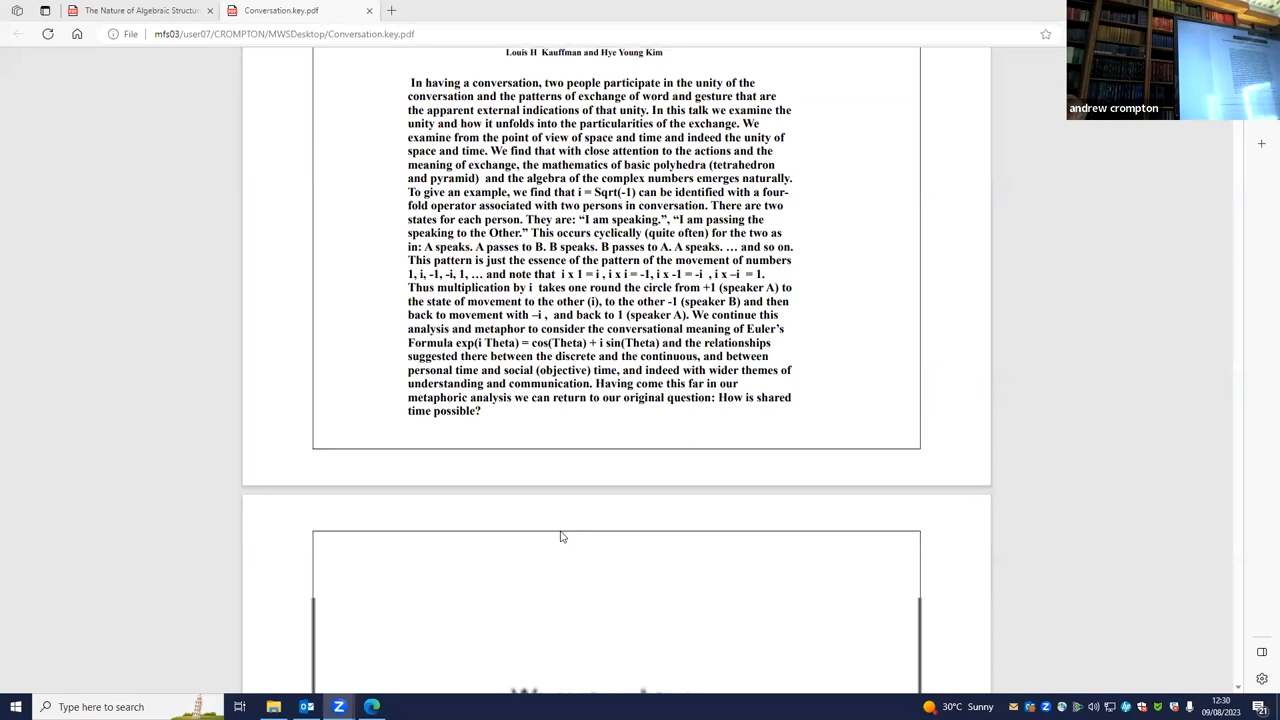 The Nature of Algebraic Structur
Conversation.key.pdf
File
mfs03/user07/CROMPTON/MWSDesktop/Conversation.key.pdf
andrew crompton
Louis H Kauffman and Hye Young Kim
In having a conversation, two people participate in the unity of the
conversation and the patterns of exchange of word and gesture that are
the apparent external indications of that unity. In this talk we examine the
unity and how it unfolds into the particularities of the exchange. We
examine from the point of view of space and time and indeed the unity of
space and time. We find that with close attention to the actions and the
meaning of exchange, the mathematics of basic polyhedra (tetrahedron
and pyramid) and the algebra of the complex numbers emerges naturally.
To give an example, we find that i = Sqrt(-1) can be identified with a four-
fold operator associated with two persons in conversation. There are two
states for each person. They are: “I am speaking.”, “I am passing the
speaking to the Other.” This occurs cyclically (quite often) for the two as
in: A speaks. A passes to B. B speaks. B passes to A. A speaks. … and so on.
This pattern is just the essence of the pattern of the movement of numbers
1, i, -1, -i, 1, … and note that i x 1 = i , i x i = -1, i x -1 = -i , i x –i = 1.
Thus multiplication by i takes one round the circle from +1 (speaker A) to
the state of movement to the other (i), to the other -1 (speaker B) and then
back to movement with –i , and back to 1 (speaker A). We continue this
analysis and metaphor to consider the conversational meaning of Euler’s
Formula exp(i Theta) = cos(Theta) + i sin(Theta) and the relationships
suggested there between the discrete and the continuous, and between
personal time and social (objective) time, and indeed with wider themes of
understanding and communication. Having come this far in our
metaphoric analysis we can return to our original question: How is shared
time possible?
Type here to search
30°C Sunny
12:30
09/08/2023
21